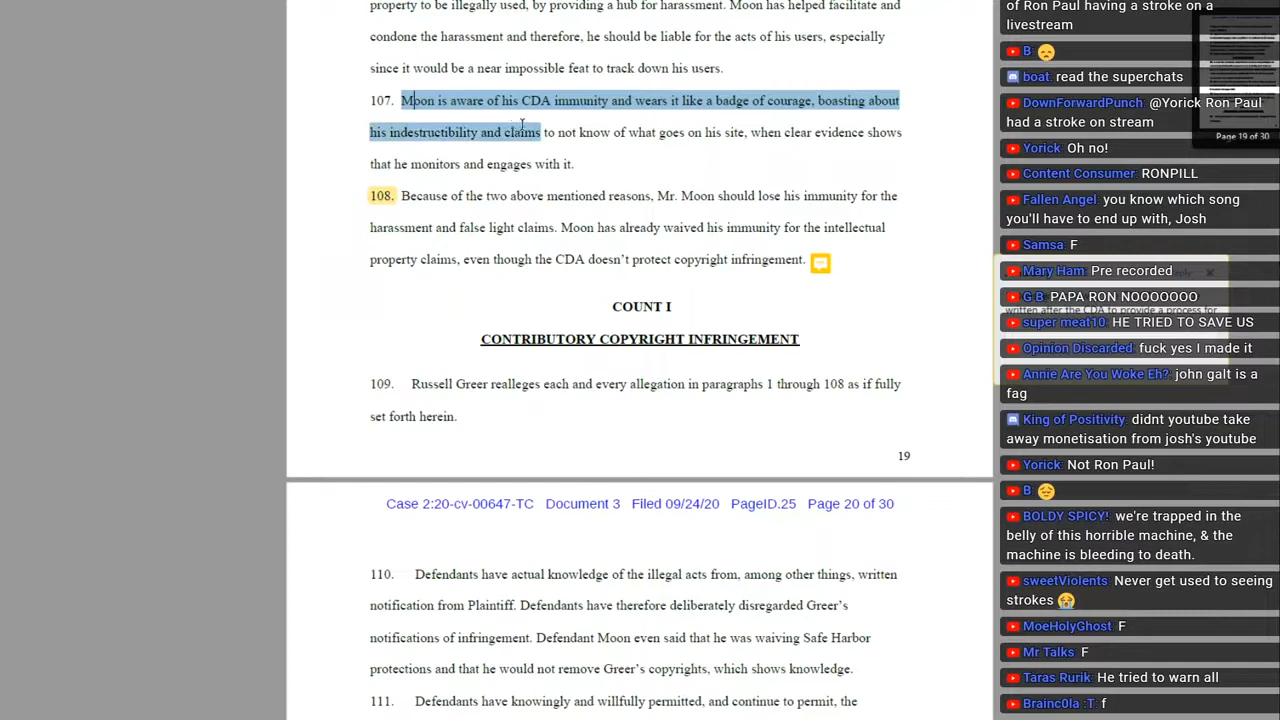 property to be illegally used, by providing a hub for harassment. Moon has helped facilitate and
condone the harassment and therefore, he should be liable for the acts of his users, especially
since it would be a near impossible feat to track down his users.
107. Moon is aware of his CDA immunity and wears it like a badge of courage, boasting about
his indestructibility and claims to not know of what goes on his site, when clear evidence shows
that he monitors and engages with it.
108. Because of the two above mentioned reasons, Mr. Moon should lose his immunity for the
harassment and false light claims. Moon has already waived his immunity for the intellectual
property claims, even though the CDA doesn't protect copyright infringement.
COUNT I
CONTRIBUTORY COPYRIGHT INFRINGEMENT
109. Russell Greer realleges each and every allegation in paragraphs 1 through 108 as if fully
set forth herein.
19
Case 2:20-cv-00647-TC Document 3 Filed 09/24/20 PageID.25 Page 20 of 30
110. Defendants have actual knowledge of the illegal acts from, among other things, written
notification from Plaintiff. Defendants have therefore deliberately disregarded Greer's
notifications of infringement. Defendant Moon even said that he was waiving Safe Harbor
protections and that he would not remove Greer's copyrights, which shows knowledge.
111. Defendants have knowingly and willfully permitted, and continue to permit, the
of Ron Paul having a stroke on a
livestream
B: 😞
boat: read the superchats
DownForwardPunch: @Yorick Ron Paul
had a stroke on stream
Page 19 of 30
Yorick: Oh no!
Content Consumer: RONPILL
Fallen Angel: you know which song
you'll have to end up with, Josh
Samsa: F
Mary Ham: Pre recorded
G B: PAPA RON NOOOOOOO
written after the CDA to provide a process for
super meat10: HE TRIED TO SAVE US
Opinion Discarded: fuck yes I made it
Annie Are You Woke Eh?: john galt is a
fag
King of Positivity: didnt youtube take
away monetisation from josh's youtube
Yorick: Not Ron Paul!
B: 😔
BOLDY SPICY!: we're trapped in the
belly of this horrible machine, & the
machine is bleeding to death.
sweetViolents: Never get used to seeing
strokes 😭
MoeHolyGhost: F
Mr Talks: F
Taras Rurik: He tried to warn all
Brainc0la :T: f